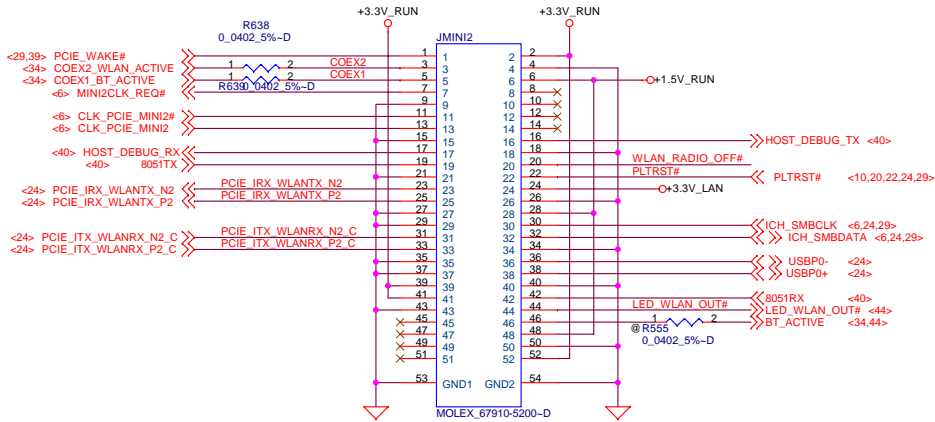 +3.3V_RUN +3.3V_RUN
R638 JMINI2
0_0402_5%~D
<29,39> PCIE_WAKE# 1 1 2 2
<34> COEX2_WLAN_ACTIVE 1 2 COEX2 3 3 4 4
<34> COEX1_BT_ACTIVE 1 2 COEX1 5 5 6 6 +1.5V_RUN
<6> MINI2CLK_REQ# R639 0_0402_5%~D 7 7 8 8
9 9 10 10
<6> CLK_PCIE_MINI2# 11 11 12 12
<6> CLK_PCIE_MINI2 13 13 14 14
15 15 16 16 HOST_DEBUG_TX <40>
<40> HOST_DEBUG_RX 17 17 18 18
<40> 8051TX 19 19 20 20 WLAN_RADIO_OFF#
21 21 22 22 PLTRST# PLTRST# <10,20,22,24,29>
<24> PCIE_IRX_WLANTX_N2 PCIE_IRX_WLANTX_N2 23 23 24 24 +3.3V_LAN
<24> PCIE_IRX_WLANTX_P2 PCIE_IRX_WLANTX_P2 25 25 26 26
27 27 28 28
29 29 30 30 ICH_SMBCLK <6,24,29>
<24> PCIE_ITX_WLANRX_N2_C PCIE_ITX_WLANRX_N2_C 31 31 32 32 ICH_SMBDATA <6,24,29>
<24> PCIE_ITX_WLANRX_P2_C PCIE_ITX_WLANRX_P2_C 33 33 34 34
35 35 36 36 USBP0- <24>
37 37 38 38 USBP0+ <24>
39 39 40 40
41 41 42 42 8051RX <40>
43 43 44 44 LED_WLAN_OUT# LED_WLAN_OUT# <44>
45 45 46 46 1 2 BT_ACTIVE <34,44>
47 47 48 48 @R555
49 49 50 50 0_0402_5%~D
51 51 52 52
53 GND1 GND2 54
MOLEX_67910-5200~D